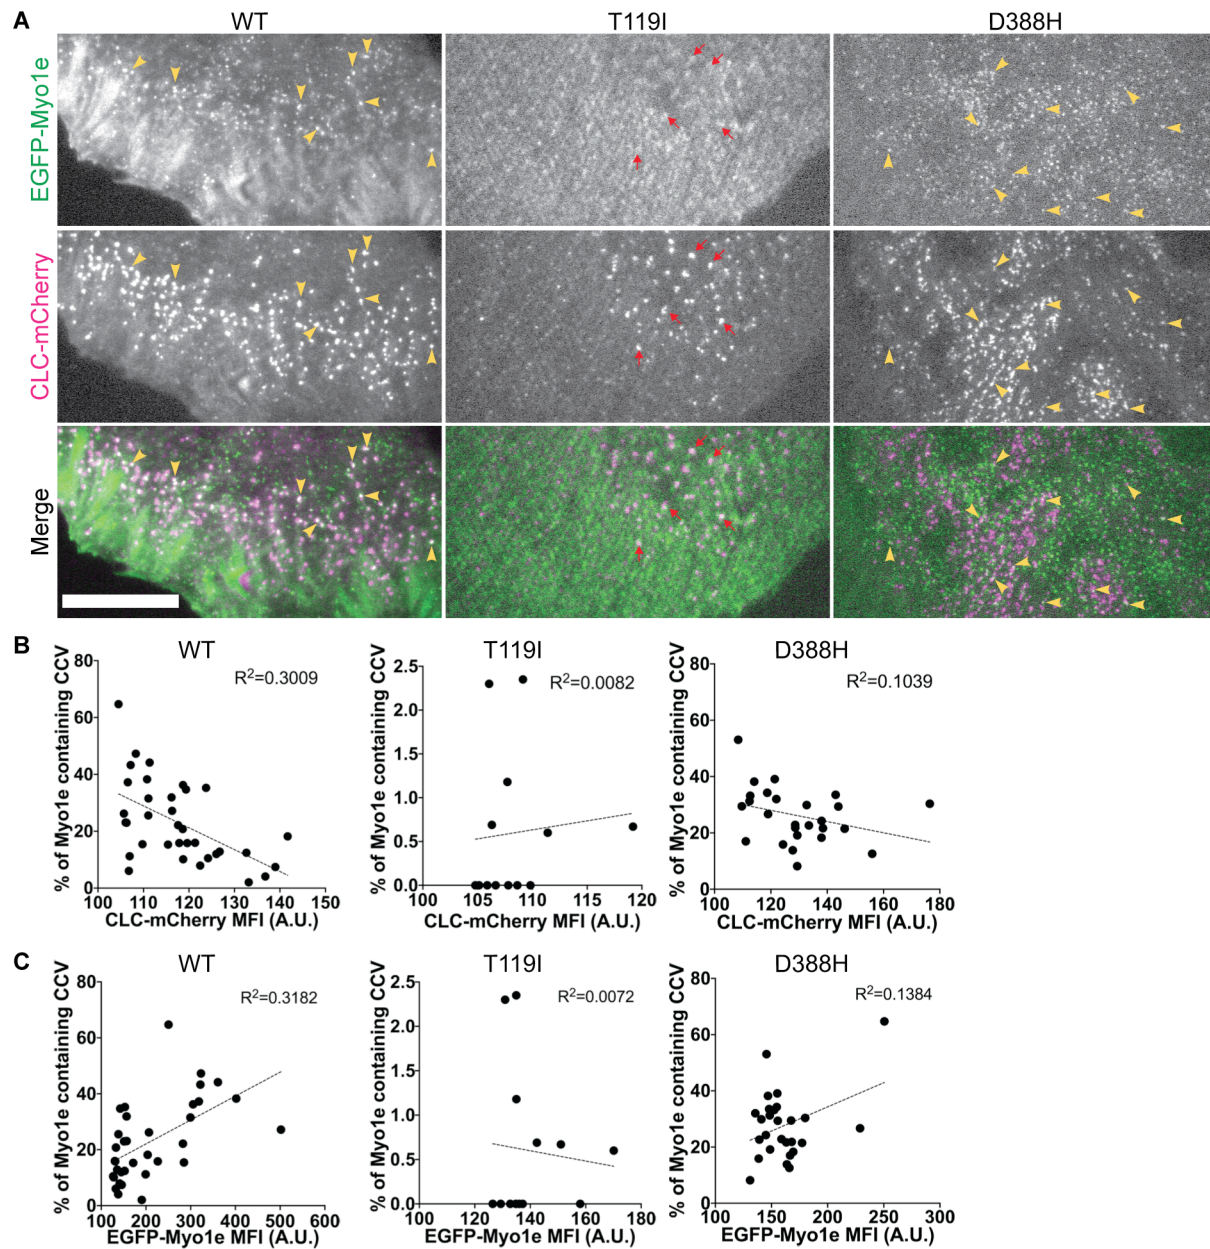 A
WT T119I D388H
EGFP-Myo1e
CLC-mCherry
Merge
B
WT
% of Myo1e containing CCV
80
60
40
20
0
R²=0.3009
100 110 120 130 140 150
CLC-mCherry MFI (A.U.)
T119I
% of Myo1e containing CCV
2.5
2.0
1.5
1.0
0.5
0.0
R²=0.0082
100 105 110 115 120
CLC-mCherry MFI (A.U.)
D388H
% of Myo1e containing CCV
80
60
40
20
0
R²=0.1039
100 120 140 160 180
CLC-mCherry MFI (A.U.)
C
WT
% of Myo1e containing CCV
80
60
40
20
0
R²=0.3182
100 200 300 400 500 600
EGFP-Myo1e MFI (A.U.)
T119I
% of Myo1e containing CCV
2.5
2.0
1.5
1.0
0.5
0.0
R²=0.0072
100 120 140 160 180
EGFP-Myo1e MFI (A.U.)
D388H
% of Myo1e containing CCV
80
60
40
20
0
R²=0.1384
100 150 200 250 300
EGFP-Myo1e MFI (A.U.)